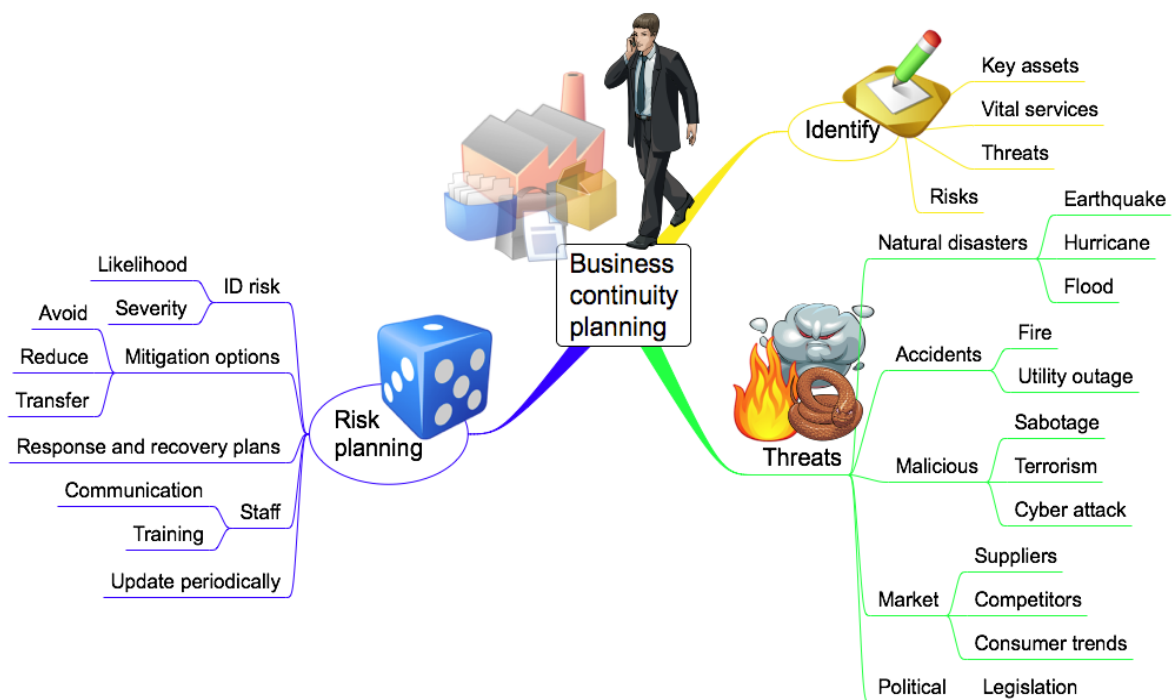 Business
continuity
planning
Identify
Key assets
Vital services
Threats
Risks
Threats
Natural disasters
Earthquake
Hurricane
Flood
Accidents
Fire
Utility outage
Malicious
Sabotage
Terrorism
Cyber attack
Market
Suppliers
Competitors
Consumer trends
Political
Legislation
Risk
planning
ID risk
Likelihood
Severity
Mitigation options
Avoid
Reduce
Transfer
Response and recovery plans
Staff
Communication
Training
Update periodically